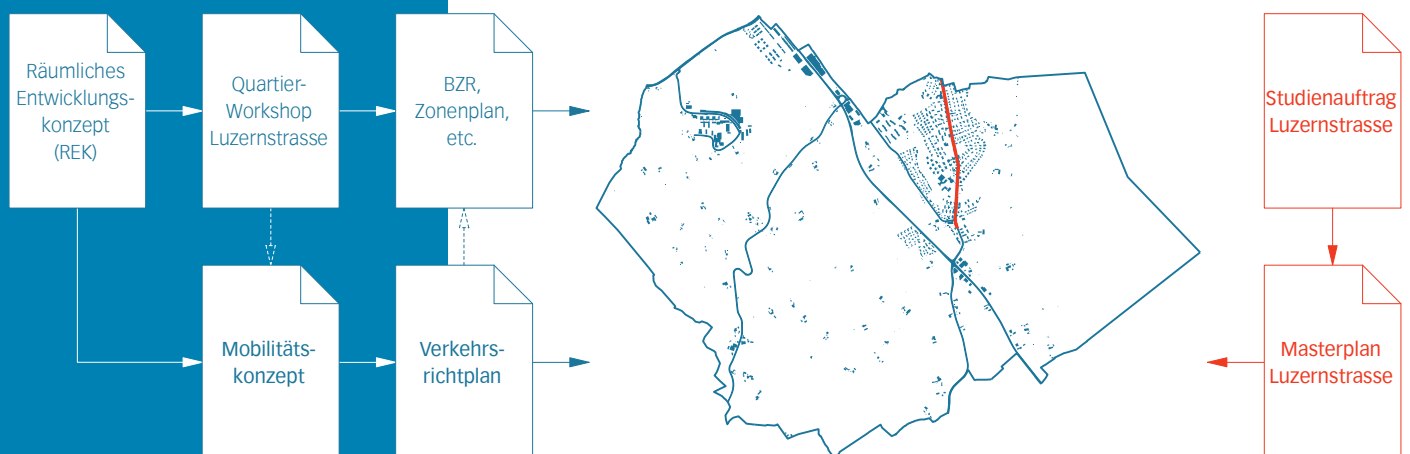 Räumliches
Entwicklungs-
konzept
(REK)
Quartier-
Workshop
Luzernstrasse
BZR,
Zonenplan,
etc.
Studienauftrag
Luzernstrasse
Mobilitäts-
konzept
Verkehrs-
richtplan
Masterplan
Luzernstrasse